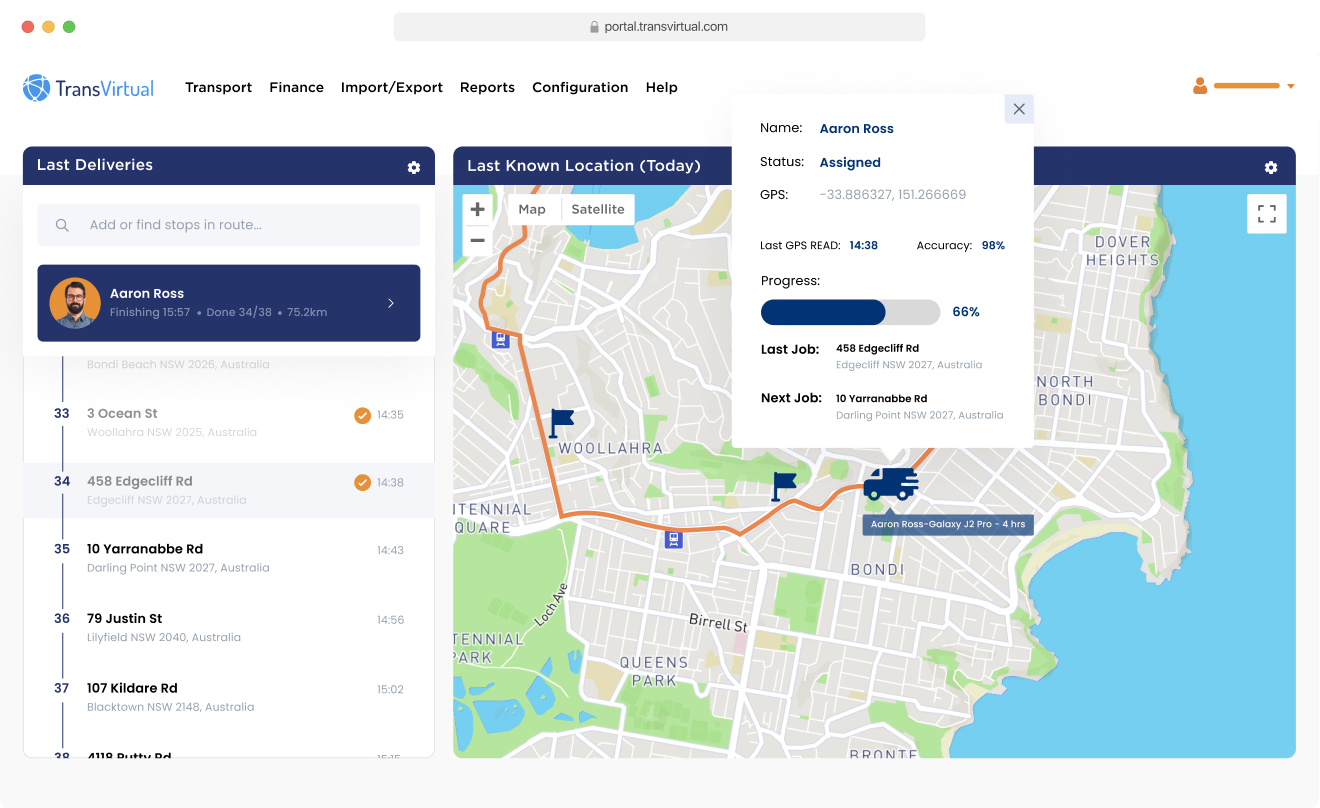 portal.transvirtual.com
TransVirtual
Transport Finance Import/Export Reports Configuration Help
Last Deliveries
Add or find stops in route...
Aaron Ross
Finishing 15:57 • Done 34/38 • 75.2km
Bondi Beach NSW 2026, Australia
33 3 Ocean St 14:35
Woollahra NSW 2025, Australia
34 458 Edgecliff Rd 14:38
Edgecliff NSW 2027, Australia
35 10 Yarranabbe Rd 14:43
Darling Point NSW 2027, Australia
36 79 Justin St 14:56
Lilyfield NSW 2040, Australia
37 107 Kildare Rd 15:02
Blacktown NSW 2148, Australia
38 4118 Putty Rd 15:15
Last Known Location (Today)
+ Map Satellite
−
Name: Aaron Ross
Status: Assigned
GPS: -33.886327, 151.266669
Last GPS READ: 14:38 Accuracy: 98%
Progress:
66%
Last Job: 458 Edgecliff Rd
Edgecliff NSW 2027, Australia
Next Job: 10 Yarranabbe Rd
Darling Point NSW 2027, Australia
DOVER
HEIGHTS
NORTH
BONDI
WOOLLAHRA
TENNIAL
QUARE
Aaron Ross-Galaxy J2 Pro - 4 hrs
BONDI
Loch Ave
Birrell St
TENNIAL
PARK
QUEENS
PARK
BRONTE